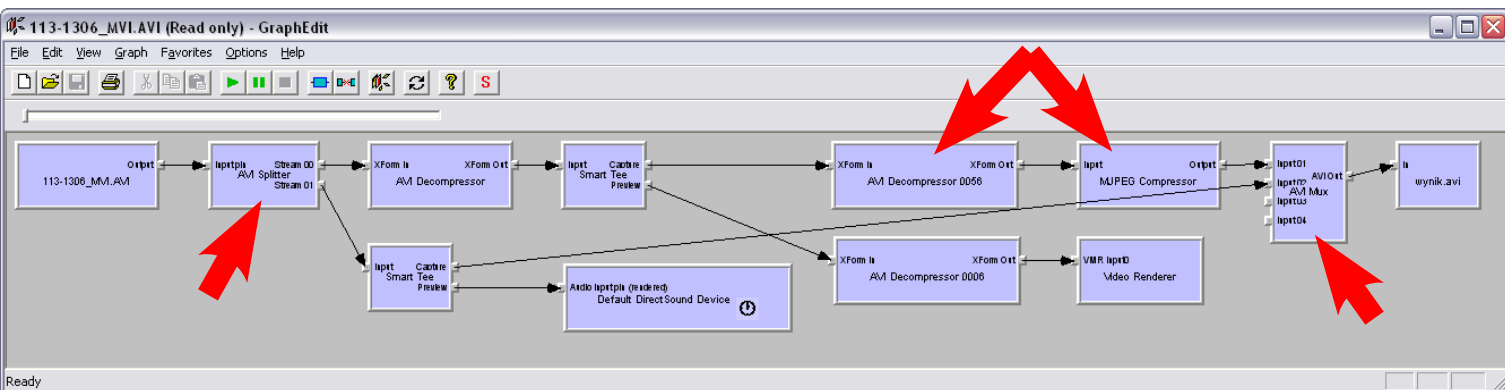 113-1306_MVI.AVI (Read only) - GraphEdit
File Edit View Graph Favorites Options Help
S
Output
113-1306_MVI.AVI
Inputpin Stream 00
AVI Splitter
Stream 01
XForm In XForm Out
AVI Decompressor
Input Capture
Smart Tee
Preview
XForm In XForm Out
AVI Decompressor 0056
Input Output
MJPEG Compressor
Input01
AVI Out
Input02
AVI Mux
Input03
Input04
In
wynik.avi
Input Capture
Smart Tee
Preview
Audio Inputpin (rendered)
Default DirectSound Device
XForm In XForm Out
AVI Decompressor 0006
VMR Input0
Video Renderer
Ready